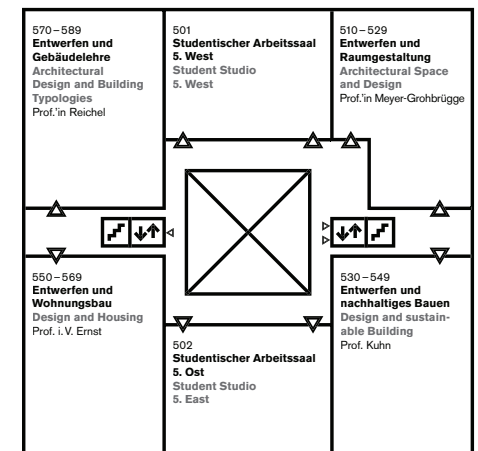 570–589
Entwerfen und
Gebäudelehre
Architectural
Design and Building
Typologies
Prof.'in Reichel
501
Studentischer Arbeitssaal
5. West
Student Studio
5. West
510–529
Entwerfen und
Raumgestaltung
Architectural Space
and Design
Prof.'in Meyer-Grohbrügge
550–569
Entwerfen und
Wohnungsbau
Design and Housing
Prof. i. V. Ernst
502
Studentischer Arbeitssaal
5. Ost
Student Studio
5. East
530–549
Entwerfen und
nachhaltiges Bauen
Design and sustain-
able Building
Prof. Kuhn